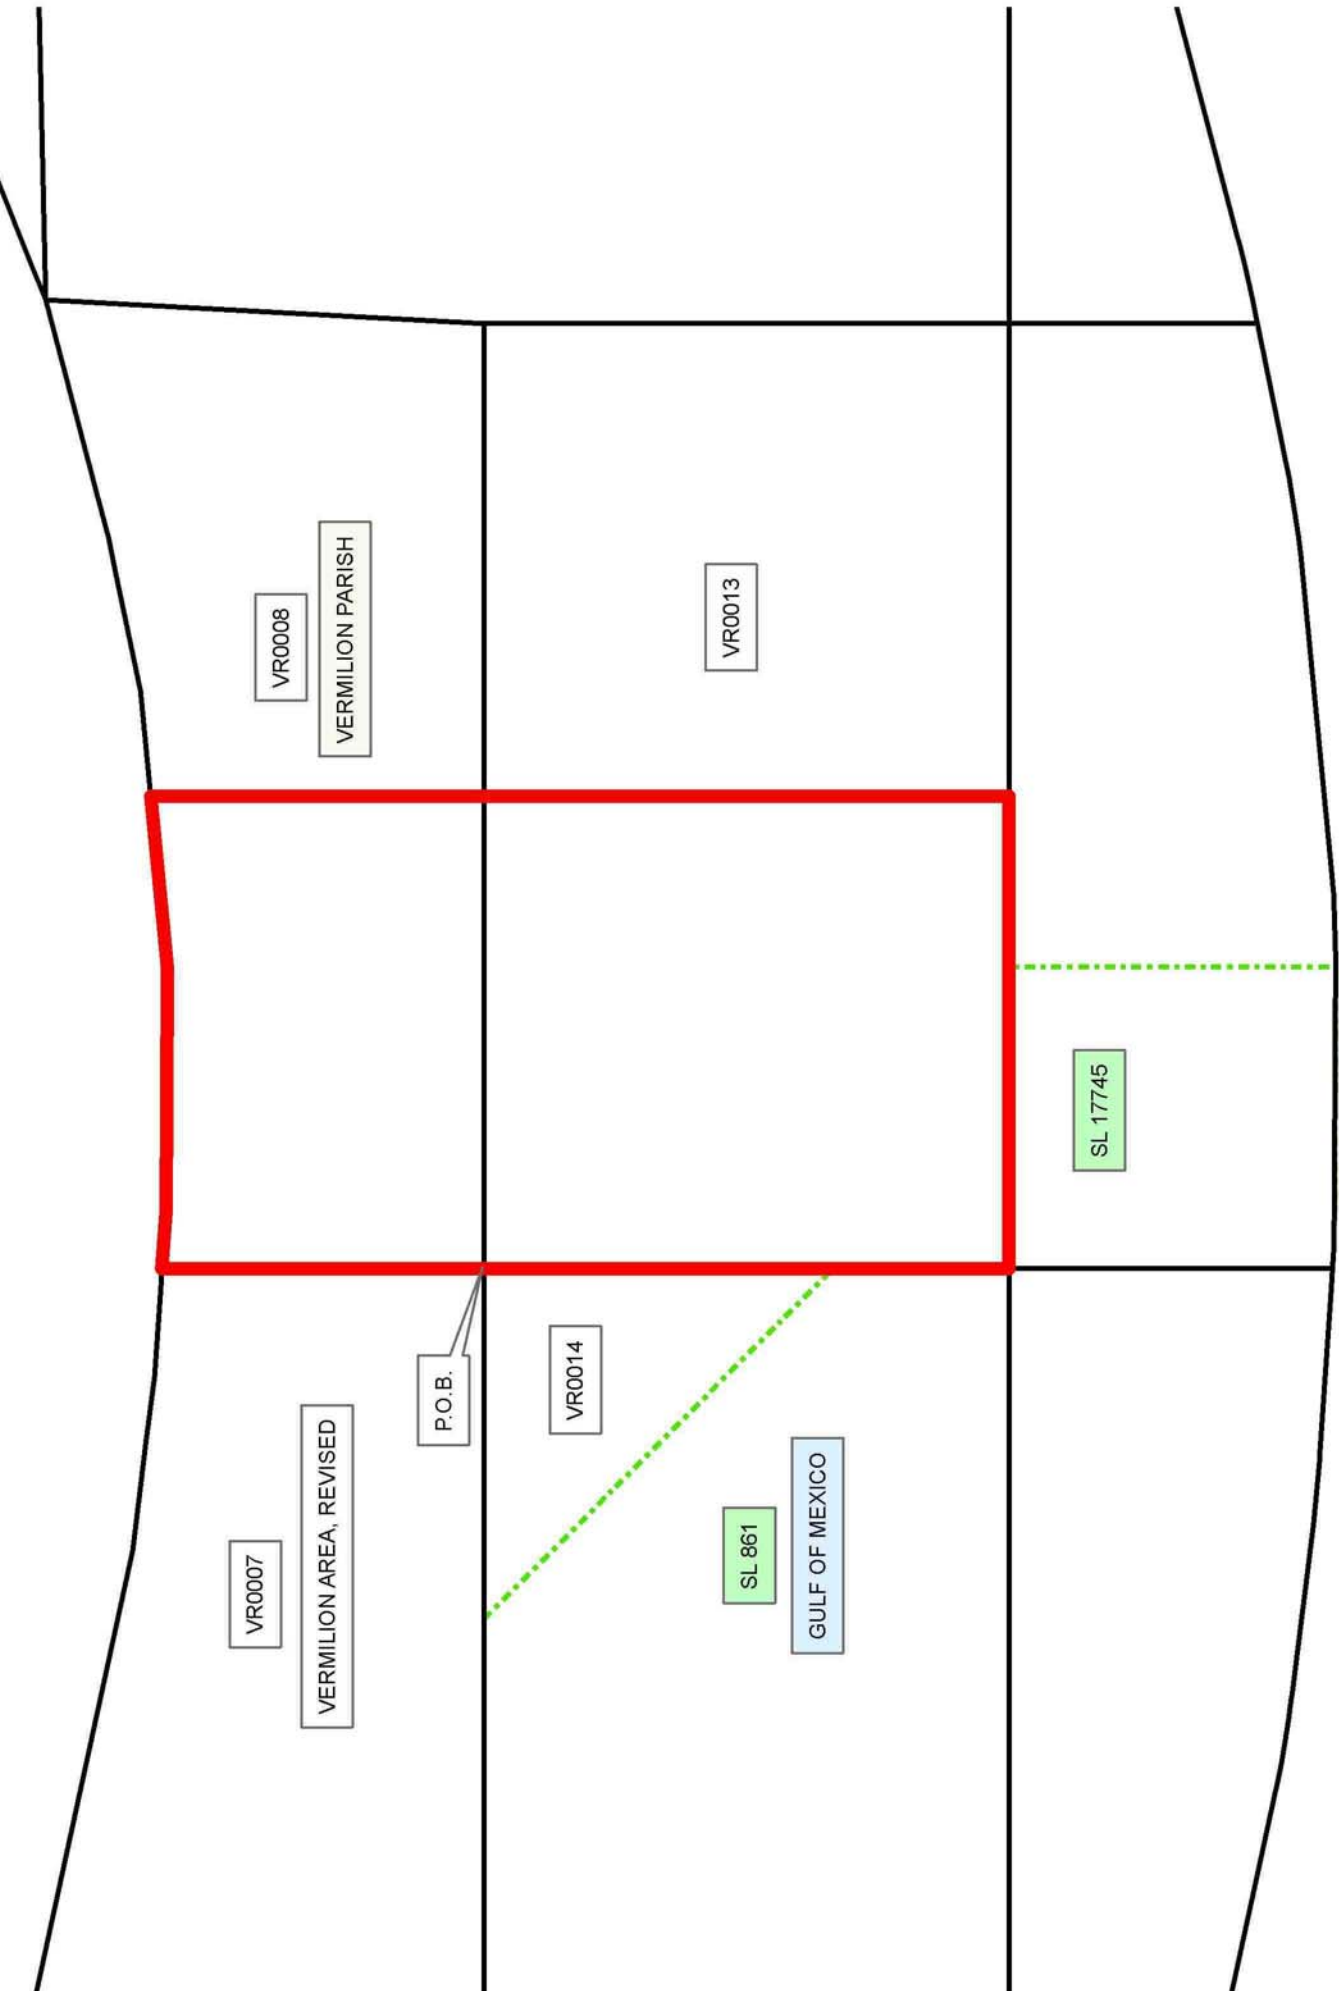 VR0007
VERMILION AREA, REVISED
P.O.B.
VR0014
SL 861
GULF OF MEXICO
VR0008
VERMILION PARISH
VR0013
SL 17745